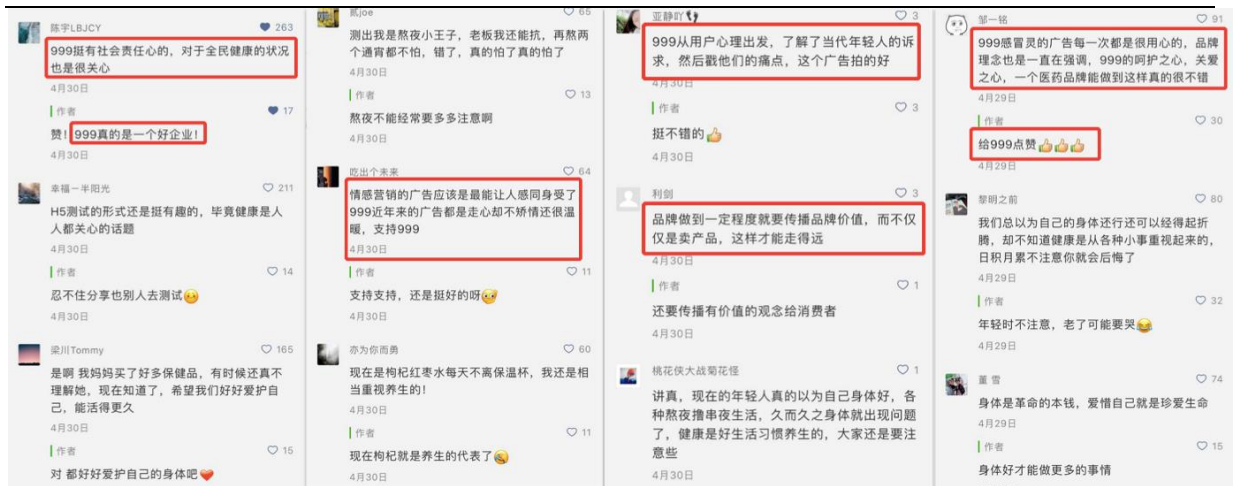 陈宇LBJCY
263
999挺有社会责任心的，对于全民健康的状况
也是很关心
4月30日
作者
17
赞！999真的是一个好企业！
4月30日
幸福一半阳光
211
H5测试的形式还是挺有趣的，毕竟健康是人
人都关心的话题
4月30日
作者
14
忍不住分享也别人去测试
4月30日
梁川Tommy
165
是啊 我妈妈买了好多保健品，有时候还真不
理解她，现在知道了，希望我们好好爱护自
己，能活得更久
4月30日
作者
15
对 都好好爱护自己的身体吧❤
贰joe
65
测出我是熬夜小王子，老板我还能抗，再熬两
个通宵都不怕，错了，真的怕了真的怕了
4月30日
作者
13
熬夜不能经常要多多注意啊
4月30日
吃出个未来
64
情感营销的广告应该是最能让人感同身受了
999近年来的广告都是走心却不矫情还很温
暖，支持999
4月30日
作者
11
支持支持，还是挺好的呀
4月30日
亦为你而勇
60
现在是枸杞红枣水每天不离保温杯，我还是相
当重视养生的！
4月30日
作者
11
现在枸杞就是养生的代表了
4月30日
亚静吖👣
3
999从用户心理出发，了解了当代年轻人的诉
求，然后戳他们的痛点，这个广告拍的好
4月30日
作者
3
挺不错的👍
4月30日
利剑
3
品牌做到一定程度就要传播品牌价值，而不仅
仅是卖产品，这样才能走得远
4月30日
作者
1
还要传播有价值的观念给消费者
4月30日
桃花侠大战菊花怪
1
讲真，现在的年轻人真的以为自己身体好，各
种熬夜撸串夜生活，久而久之身体就出现问题
了，健康是好生活习惯养生的，大家还是要注
意些
4月30日
邹一铭
91
999感冒灵的广告每一次都是很用心的，品牌
理念也是一直在强调，999的呵护之心，关爱
之心，一个医药品牌能做到这样真的很不错
4月29日
作者
30
给999点赞👍👍👍
4月29日
黎明之前
80
我们总以为自己的身体还行还可以经得起折
腾，却不知道健康是从各种小事重视起来的，
日积月累不注意你就会后悔了
4月29日
作者
32
年轻时不注意，老了可能要哭😂
4月29日
董雪
74
身体是革命的本钱，爱惜自己就是珍爱生命
4月29日
作者
15
身体好才能做更多的事情